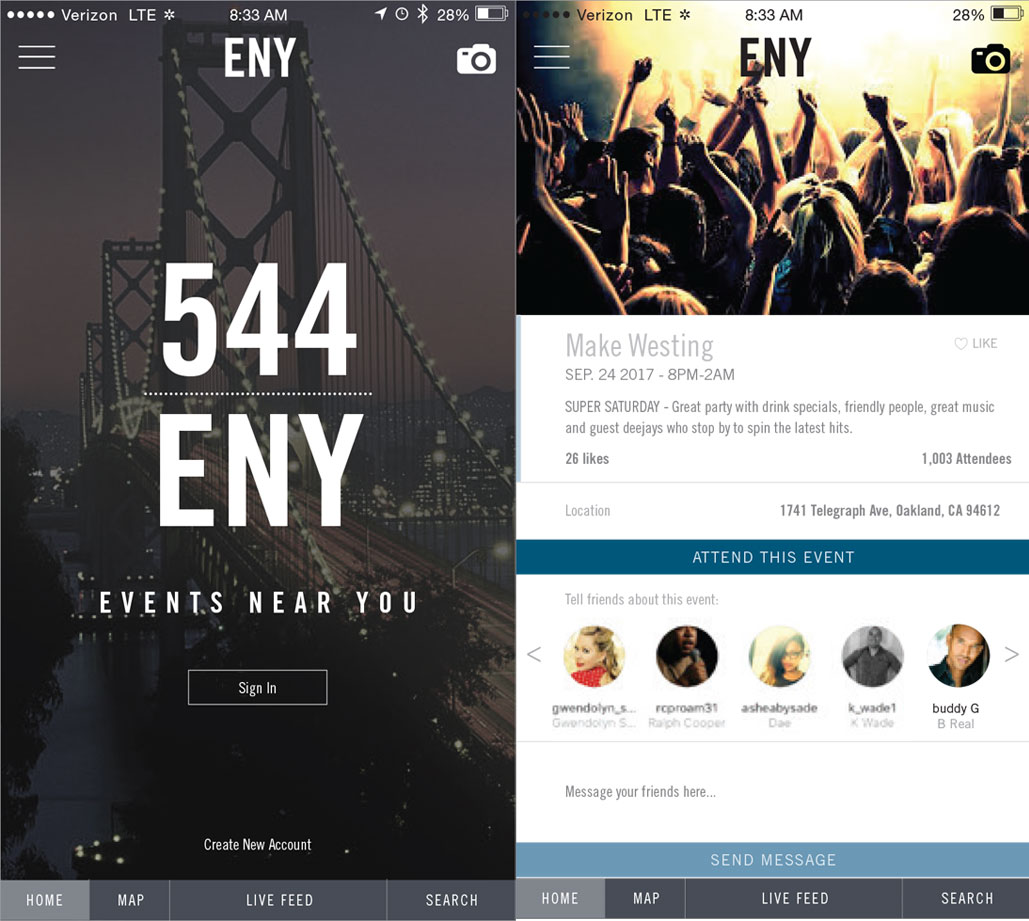 Verizon LTE 8:33 AM 28%
ENY
544
ENY
EVENTS NEAR YOU
Sign In
Create New Account
HOME MAP LIVE FEED SEARCH
Verizon LTE 8:33 AM 28%
ENY
Make Westing
LIKE
SEP. 24 2017 - 8PM-2AM
SUPER SATURDAY - Great party with drink specials, friendly people, great music
and guest deejays who stop by to spin the latest hits.
26 likes 1,003 Attendees
Location 1741 Telegraph Ave, Oakland, CA 94612
ATTEND THIS EVENT
Tell friends about this event:
< >
gwendolyn_s... rcproam31 asheabysade k_wade1 buddy G
Gwendolyn S... Ralph Cooper Dae K Wade B Real
Message your friends here...
SEND MESSAGE
HOME MAP LIVE FEED SEARCH